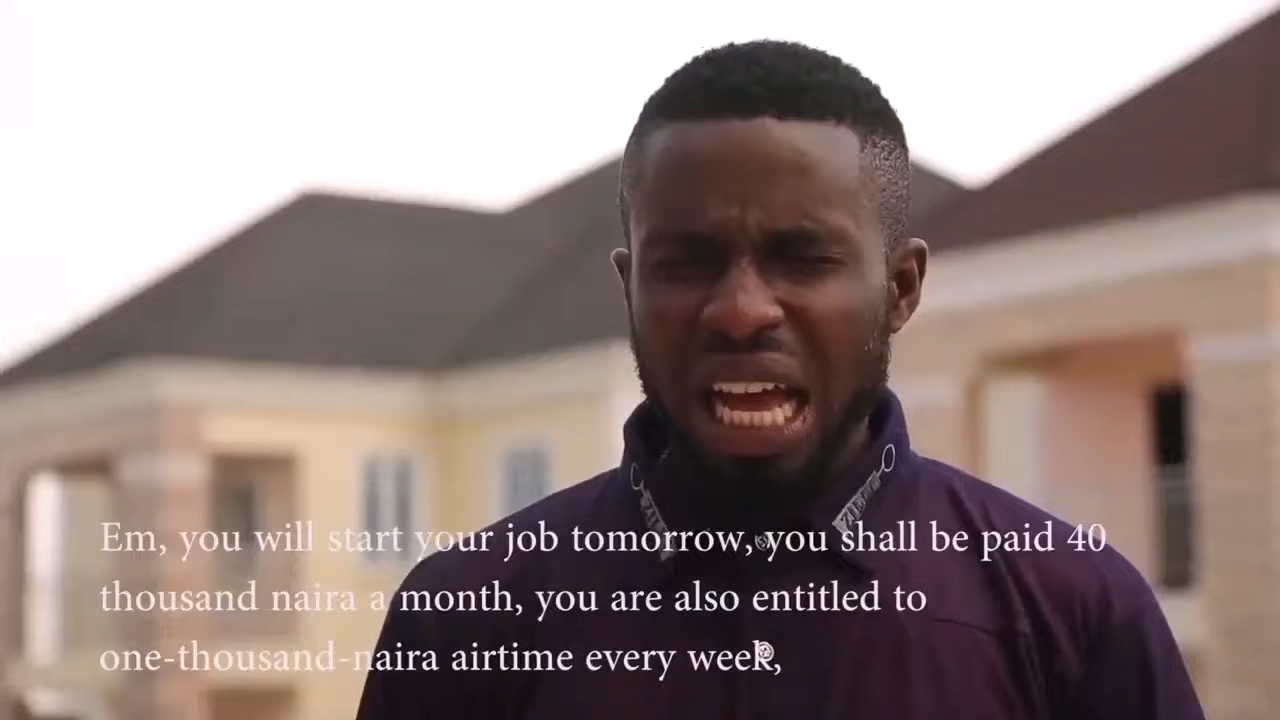 Em, you will start your job tomorrow, you shall be paid 40
thousand naira a month, you are also entitled to
one-thousand-naira airtime every week,